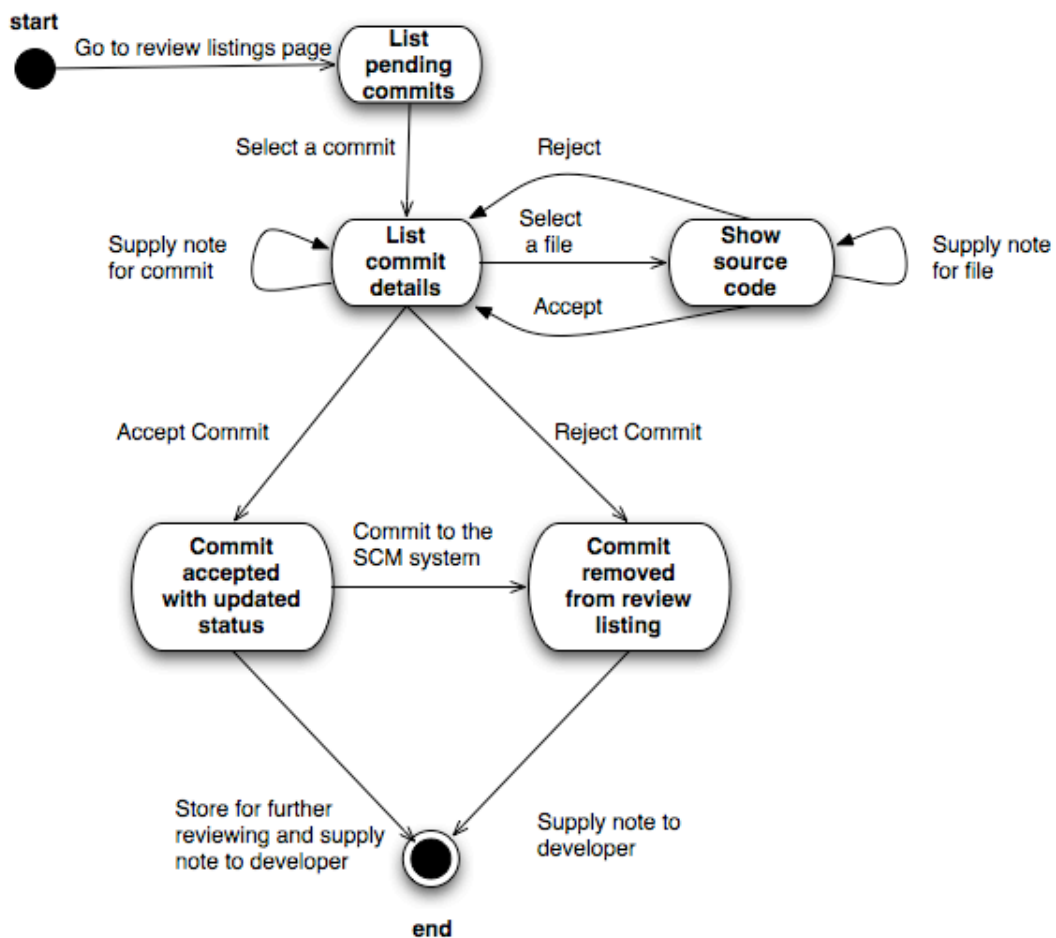 start
Go to review listings page
List
pending
commits
Select a commit
Reject
Supply note
for commit
List
commit
details
Select
a file
Show
source
code
Supply note
for file
Accept
Accept Commit
Reject Commit
Commit
accepted
with updated
status
Commit to the
SCM system
Commit
removed
from review
listing
Store for further
reviewing and supply
note to developer
Supply note to
developer
end